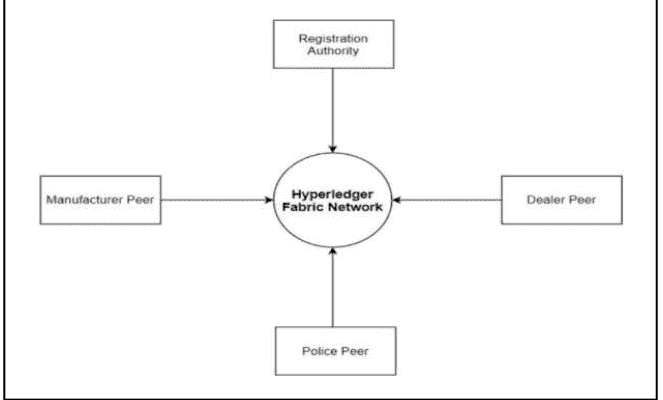 Registration
Authority
Manufacturer Peer
Hyperledger
Fabric Network
Dealer Peer
Police Peer